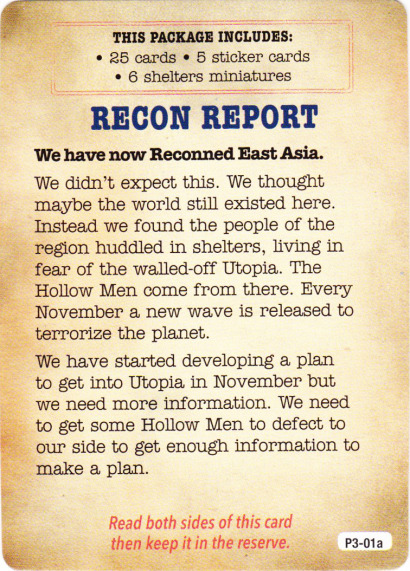 THIS PACKAGE INCLUDES:
• 25 cards • 5 sticker cards
• 6 shelters miniatures
RECON REPORT
We have now Reconned East Asia.
We didn't expect this. We thought
maybe the world still existed here.
Instead we found the people of the
region huddled in shelters, living in
fear of the walled-off Utopia. The
Hollow Men come from there. Every
November a new wave is released to
terrorize the planet.
We have started developing a plan
to get into Utopia in November but
we need more information. We need
to get some Hollow Men to defect to
our side to get enough information to
make a plan.
Read both sides of this card
then keep it in the reserve.
P3-01a